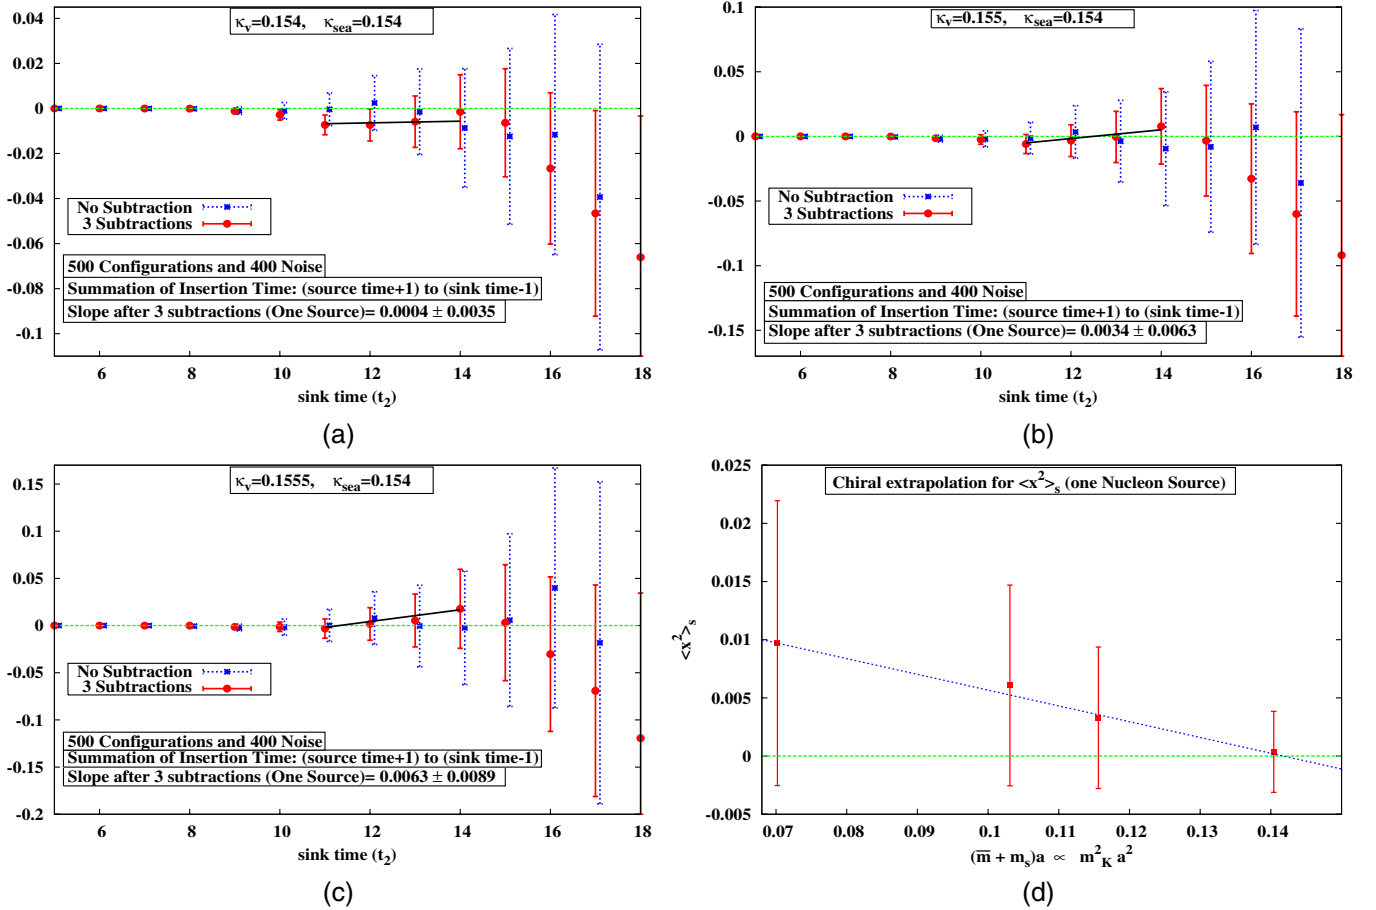 κv=0.154, κsea=0.154
0.04
0.02
0
-0.02
-0.04
-0.06
-0.08
-0.1
No Subtraction
3 Subtractions
500 Configurations and 400 Noise
Summation of Insertion Time: (source time+1) to (sink time-1)
Slope after 3 subtractions (One Source)= 0.0004 ± 0.0035
6 8 10 12 14 16 18
sink time (t2)
(a)
κv=0.155, κsea=0.154
0.1
0.05
0
-0.05
-0.1
-0.15
No Subtraction
3 Subtractions
500 Configurations and 400 Noise
Summation of Insertion Time: (source time+1) to (sink time-1)
Slope after 3 subtractions (One Source)= 0.0034 ± 0.0063
6 8 10 12 14 16 18
sink time (t2)
(b)
κv=0.1555, κsea=0.154
0.15
0.1
0.05
0
-0.05
-0.1
-0.15
-0.2
No Subtraction
3 Subtractions
500 Configurations and 400 Noise
Summation of Insertion Time: (source time+1) to (sink time-1)
Slope after 3 subtractions (One Source)= 0.0063 ± 0.0089
6 8 10 12 14 16 18
sink time (t2)
(c)
Chiral extrapolation for <x²>s (one Nucleon Source)
<x²>s
0.025
0.02
0.015
0.01
0.005
0
-0.005
0.07 0.08 0.09 0.1 0.11 0.12 0.13 0.14
(m̅ + ms)a ∝ m²K a²
(d)